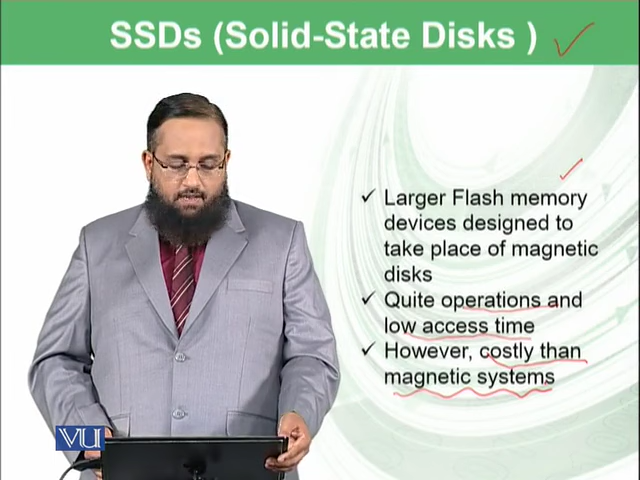 SSDs (Solid-State Disks )
✓ Larger Flash memory
devices designed to
take place of magnetic
disks
✓ Quite operations and
low access time
✓ However, costly than
magnetic systems
VU